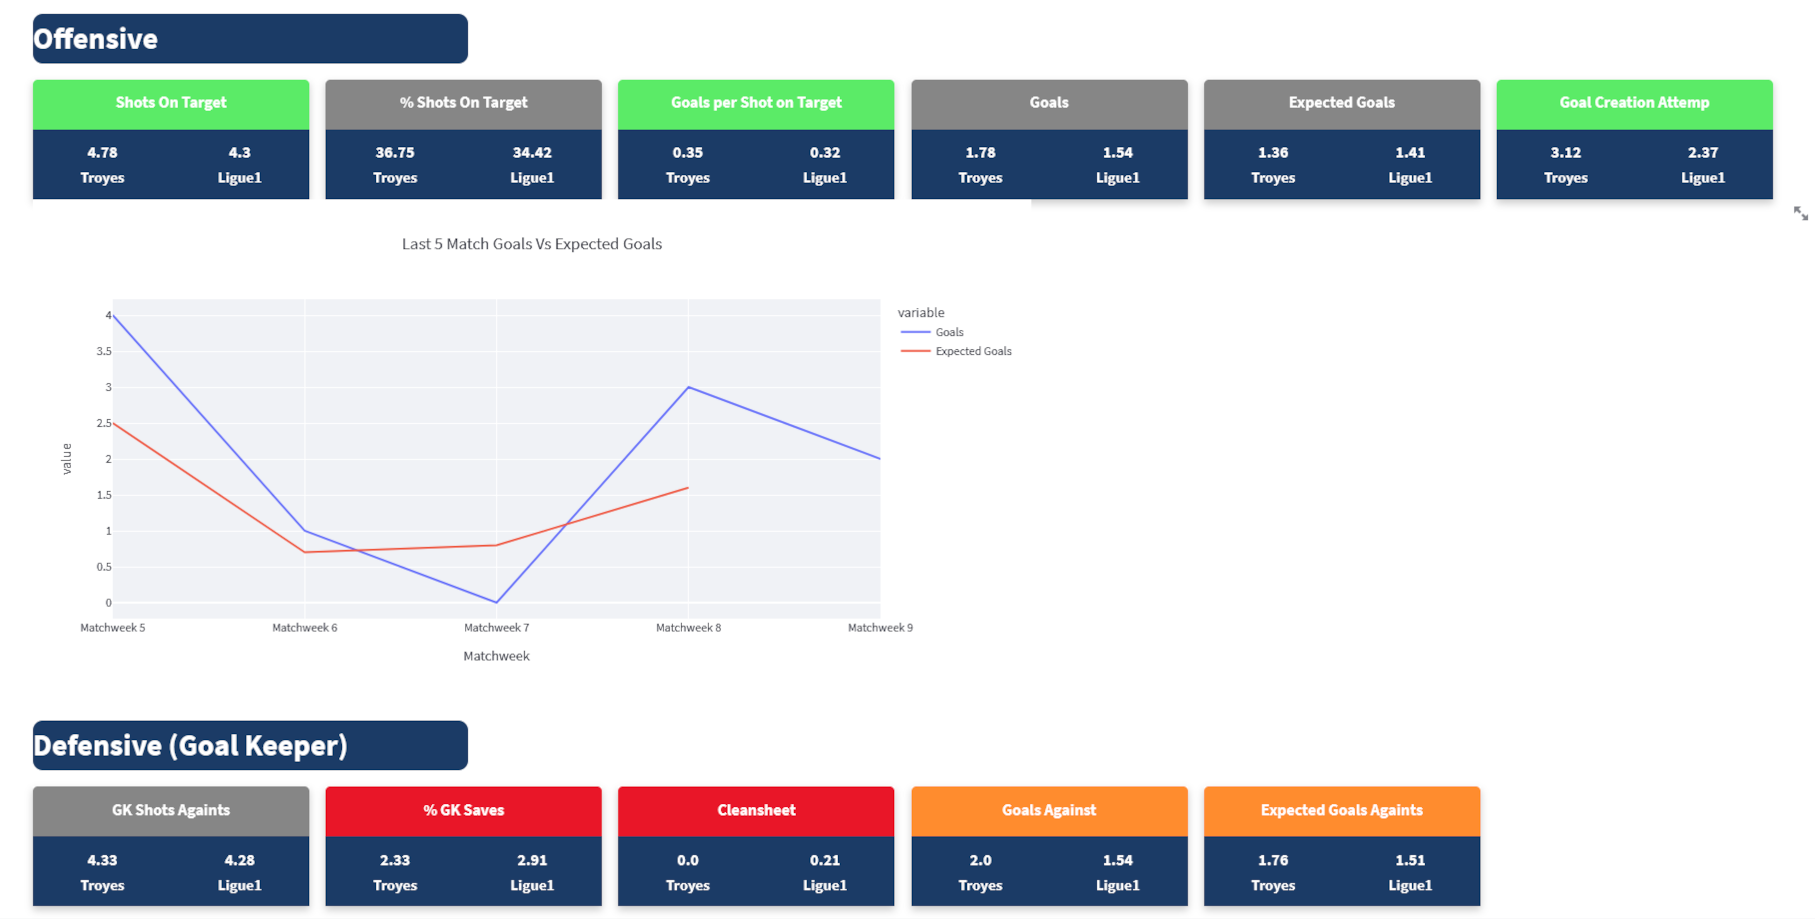 Offensive
Shots On Target
% Shots On Target
Goals per Shot on Target
Goals
Expected Goals
Goal Creation Attemp
4.78 4.3
Troyes Ligue1
36.75 34.42
Troyes Ligue1
0.35 0.32
Troyes Ligue1
1.78 1.54
Troyes Ligue1
1.36 1.41
Troyes Ligue1
3.12 2.37
Troyes Ligue1
Last 5 Match Goals Vs Expected Goals
variable
Goals
Expected Goals
4
3.5
3
2.5
2
1.5
1
0.5
0
value
Matchweek 5 Matchweek 6 Matchweek 7 Matchweek 8 Matchweek 9
Matchweek
Defensive (Goal Keeper)
GK Shots Againts
% GK Saves
Cleansheet
Goals Against
Expected Goals Againts
4.33 4.28
Troyes Ligue1
2.33 2.91
Troyes Ligue1
0.0 0.21
Troyes Ligue1
2.0 1.54
Troyes Ligue1
1.76 1.51
Troyes Ligue1